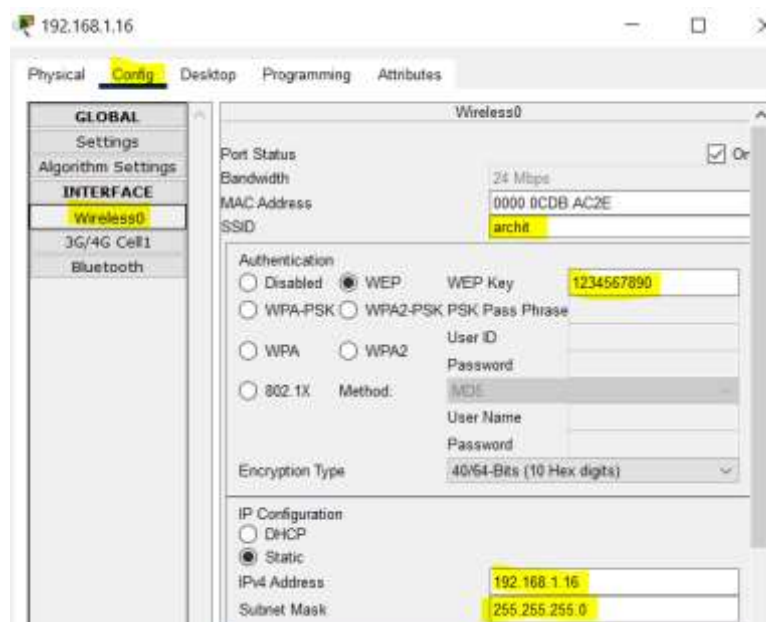 192.168.1.16
Physical Config Desktop Programming Attributes
GLOBAL
Settings
Algorithm Settings
INTERFACE
Wireless0
3G/4G Cell1
Bluetooth
Wireless0
Port Status On
Bandwidth 24 Mbps
MAC Address 0000 0CDB AC2E
SSID archit
Authentication
Disabled WEP WEP Key 1234567890
WPA-PSK WPA2-PSK PSK Pass Phrase
User ID
WPA WPA2
Password
802.1X Method: MD5
User Name
Password
Encryption Type 40/64-Bits (10 Hex digits)
IP Configuration
DHCP
Static
IPv4 Address 192.168.1.16
Subnet Mask 255.255.255.0